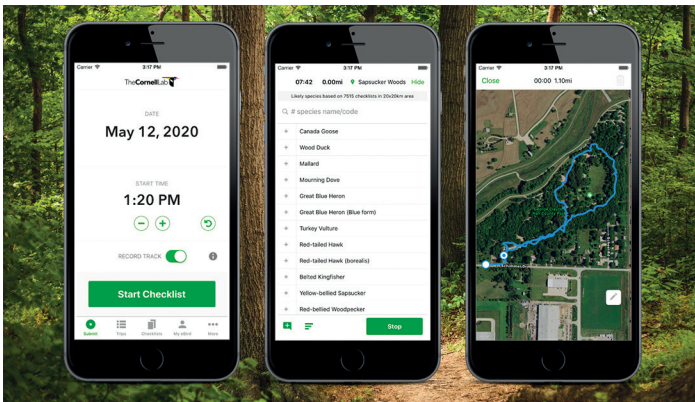 Carrier 3:17 PM
TheCornellLab
DATE
May 12, 2020
START TIME
1:20 PM
RECORD TRACK
Start Checklist
Submit Trips Checklists My eBird More
Carrier 3:17 PM
07:42 0.00mi Sapsucker Woods Hide
Likely species based on 7515 checklists in 20x20km area
# species name/code
+ Canada Goose
+ Wood Duck
+ Mallard
+ Mourning Dove
+ Great Blue Heron
+ Great Blue Heron (Blue form)
+ Turkey Vulture
+ Red-tailed Hawk
+ Red-tailed Hawk (borealis)
+ Belted Kingfisher
+ Yellow-bellied Sapsucker
+ Red-bellied Woodpecker
Stop
Carrier 3:17 PM
Close 00:00 1.10mi